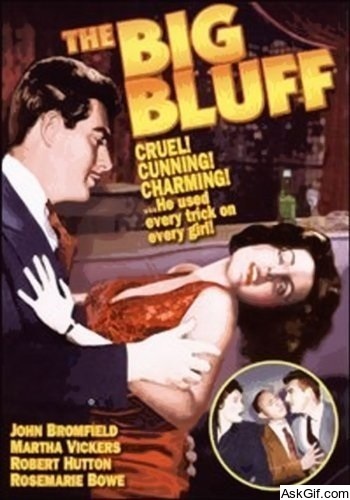 THE BIG
BLUFF
CRUEL!
CUNNING!
CHARMING!
...He used
every trick on
every girl!
JOHN BROMFIELD
MARTHA VICKERS
ROBERT HUTTON
ROSEMARIE BOWE
AskGif.com